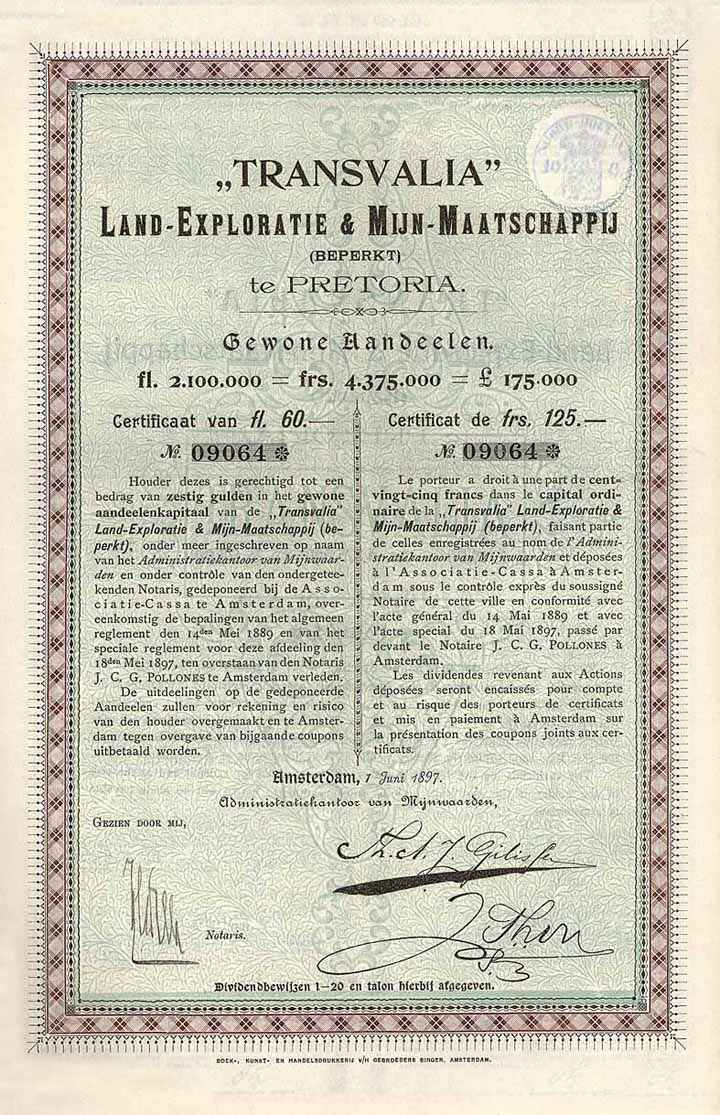 „TRANSVALIA”
LAND-EXPLORATIE & MIJN-MAATSCHAPPIJ
(BEPERKT)
te PRETORIA.
Gewone Aandeelen.
fl. 2.100.000 = frs. 4.375.000 = £ 175.000
Certificaat van fl. 60.—
№. 09064
Houder dezes is gerechtigd tot een
bedrag van zestig gulden in het gewone
aandeelenkapitaal van de „Transvalia”
Land-Exploratie & Mijn-Maatschappij (be-
perkt), onder meer ingeschreven op naam
van het Administratiekantoor van Mijnwaar-
den en onder contrôle van den ondergetee-
kenden Notaris, gedeponeerd bij de Asso-
ciatie-Cassa te Amsterdam, over-
eenkomstig de bepalingen van het algemeen
reglement den 14den Mei 1889 en van het
speciale reglement voor deze afdeeling den
18den Mei 1897, ten overstaan van den Notaris
J. C. G. POLLONES te Amsterdam verleden.
De uitdeelingen op de gedeponeerde
Aandeelen zullen voor rekening en risico
van den houder overgemaakt en te Amster-
dam tegen overgave van bijgaande coupons
uitbetaald worden.
Certificat de frs. 125.—
№. 09064
Le porteur a droit à une part de cent-
vingt-cinq francs dans le capital ordi-
naire de la „Transvalia” Land-Exploratie &
Mijn-Maatschappij (beperkt), faisant partie
de celles enregistrées au nom de l'Admini-
stratiekantoor van Mijnwaarden et déposées
à l'Associatie-Cassa à Amster-
dam sous le contrôle exprès du soussigné
Notaire de cette ville en conformité avec
l'acte général du 14 Mai 1889 et avec
l'acte special du 18 Mai 1897, passé par
devant le Notaire J. C. G. POLLONES à
Amsterdam.
Les dividendes revenant aux Actions
déposées seront encaissés pour compte
et au risque des porteurs de certificats
et mis en paiement à Amsterdam sur
la présentation des coupons joints aux cer-
tificats.
Amsterdam, 1 Juni 1897.
Administratiekantoor van Mijnwaarden,
GEZIEN DOOR MIJ,
Th. A. J. Gilissen
Notaris.
Dividendbewijzen 1—20 en talon hierbij afgegeven.
BOEK-, KUNST- EN HANDELSDRUKKERIJ V/H GEBROEDERS BINGER, AMSTERDAM.